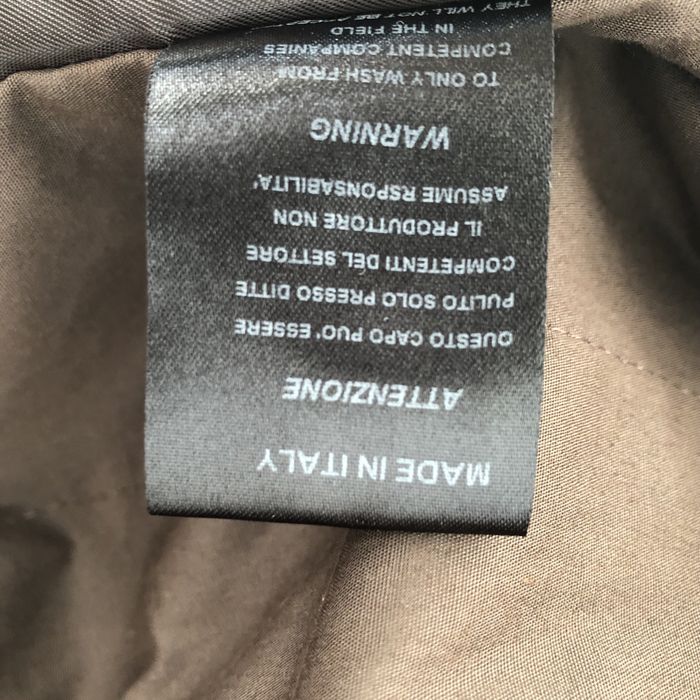 MADE IN ITALY
ATTENZIONE
QUESTO CAPO PUO' ESSERE
PULITO SOLO PRESSO DITTE
COMPETENTI DEL SETTORE
IL PRODUTTORE NON
ASSUME RSPONSABILITA'
WARNING
TO ONLY WASH FROM
COMPETENT COMPANIES
IN THE FIELD
THEY WILL NOT BE